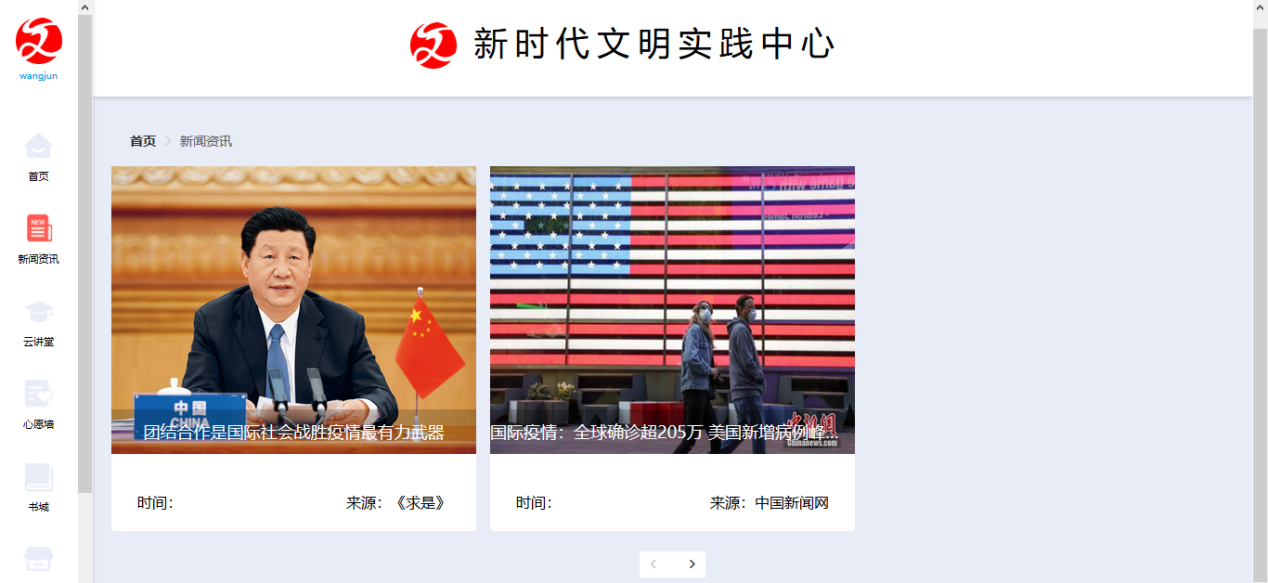 wangjun
首页
NEW
新闻资讯
云讲堂
心愿墙
书城
新时代文明实践中心
首页 新闻资讯
中国
CHINA
团结合作是国际社会战胜疫情最有力武器
时间：
来源：《求是》
国际疫情：全球确诊超205万 美国新增病例峰...
Chinanews.com
时间：
来源：中国新闻网